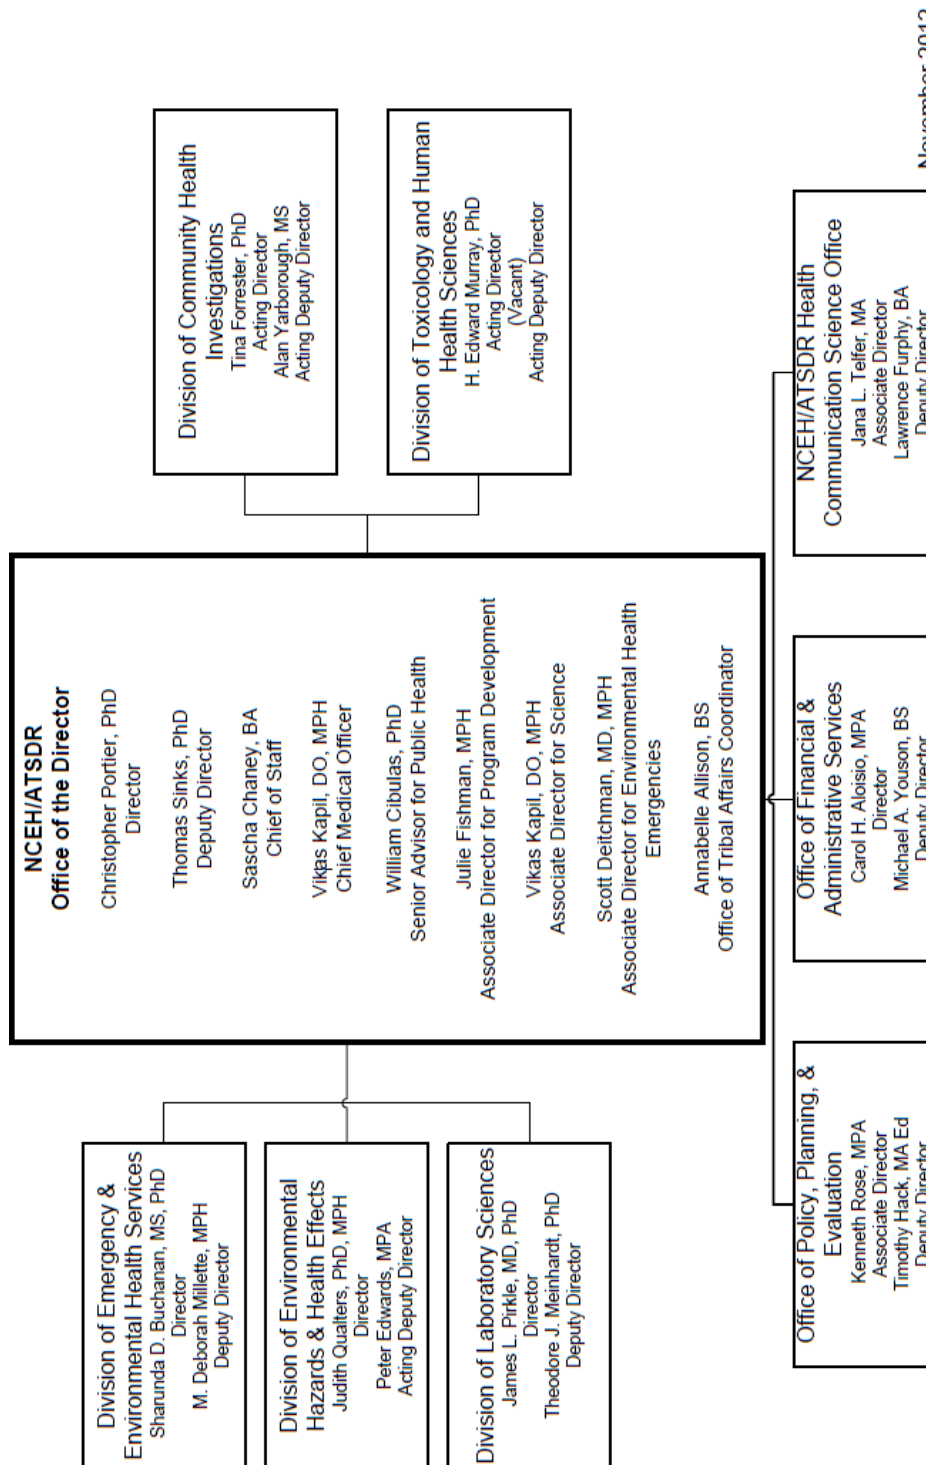 NCEH/ATSDR
Office of the Director
Christopher Portier, PhD
Director
Thomas Sinks, PhD
Deputy Director
Sascha Chaney, BA
Chief of Staff
Vikas Kapil, DO, MPH
Chief Medical Officer
William Cibulas, PhD
Senior Advisor for Public Health
Julie Fishman, MPH
Associate Director for Program Development
Vikas Kapil, DO, MPH
Associate Director for Science
Scott Deitchman, MD, MPH
Associate Director for Environmental Health
Emergencies
Annabelle Allison, BS
Office of Tribal Affairs Coordinator
Division of Emergency &
Environmental Health Services
Sharunda D. Buchanan, MS, PhD
Director
M. Deborah Millette, MPH
Deputy Director
Division of Environmental
Hazards & Health Effects
Judith Qualters, PhD, MPH
Director
Peter Edwards, MPA
Acting Deputy Director
Division of Laboratory Sciences
James L. Pirkle, MD, PhD
Director
Theodore J. Meinhardt, PhD
Deputy Director
Division of Community Health
Investigations
Tina Forrester, PhD
Acting Director
Alan Yarborough, MS
Acting Deputy Director
Division of Toxicology and Human
Health Sciences
H. Edward Murray, PhD
Acting Director
(Vacant)
Acting Deputy Director
Office of Policy, Planning, &
Evaluation
Kenneth Rose, MPA
Associate Director
Timothy Hack, MA Ed
Deputy Director
Office of Financial &
Administrative Services
Carol H. Aloisio, MPA
Director
Michael A. Youson, BS
Deputy Director
NCEH/ATSDR Health
Communication Science Office
Jana L. Telfer, MA
Associate Director
Lawrence Furphy, BA
Deputy Director
November